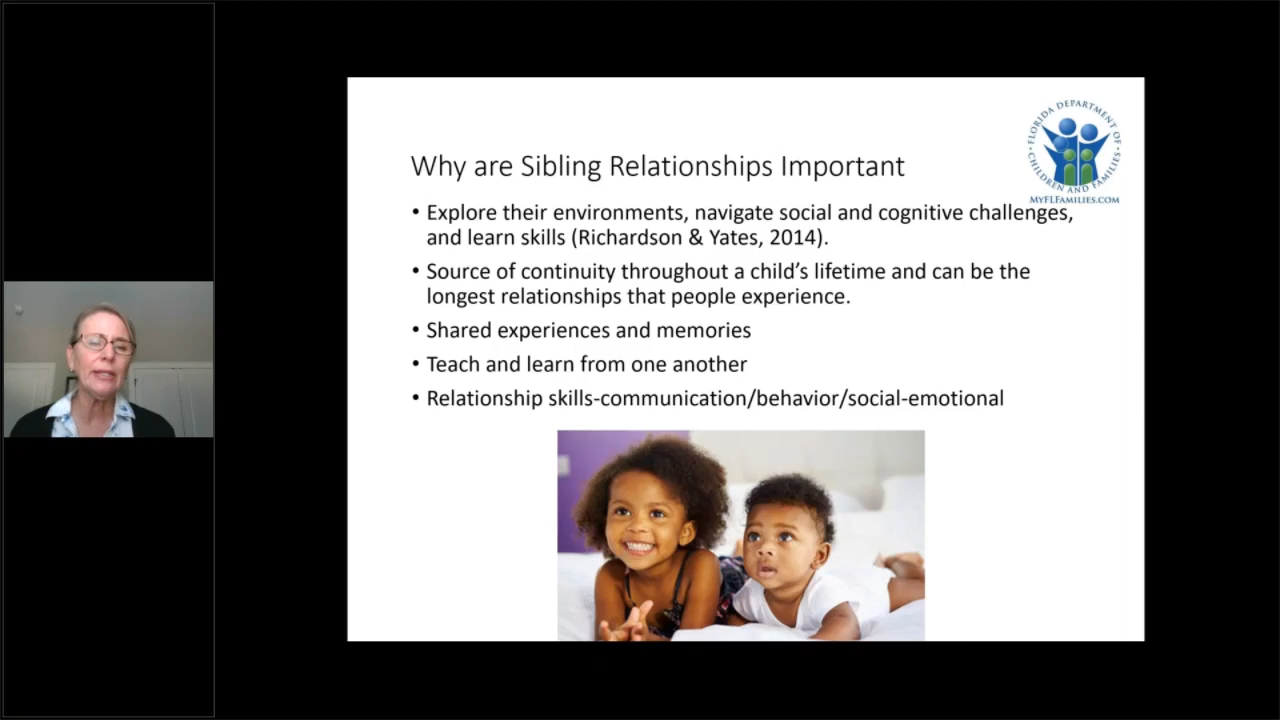 FLORIDA DEPARTMENT OF
CHILDREN AND FAMILIES
MYFLFAMILIES.COM
Why are Sibling Relationships Important
• Explore their environments, navigate social and cognitive challenges,
and learn skills (Richardson & Yates, 2014).
• Source of continuity throughout a child’s lifetime and can be the
longest relationships that people experience.
• Shared experiences and memories
• Teach and learn from one another
• Relationship skills-communication/behavior/social-emotional